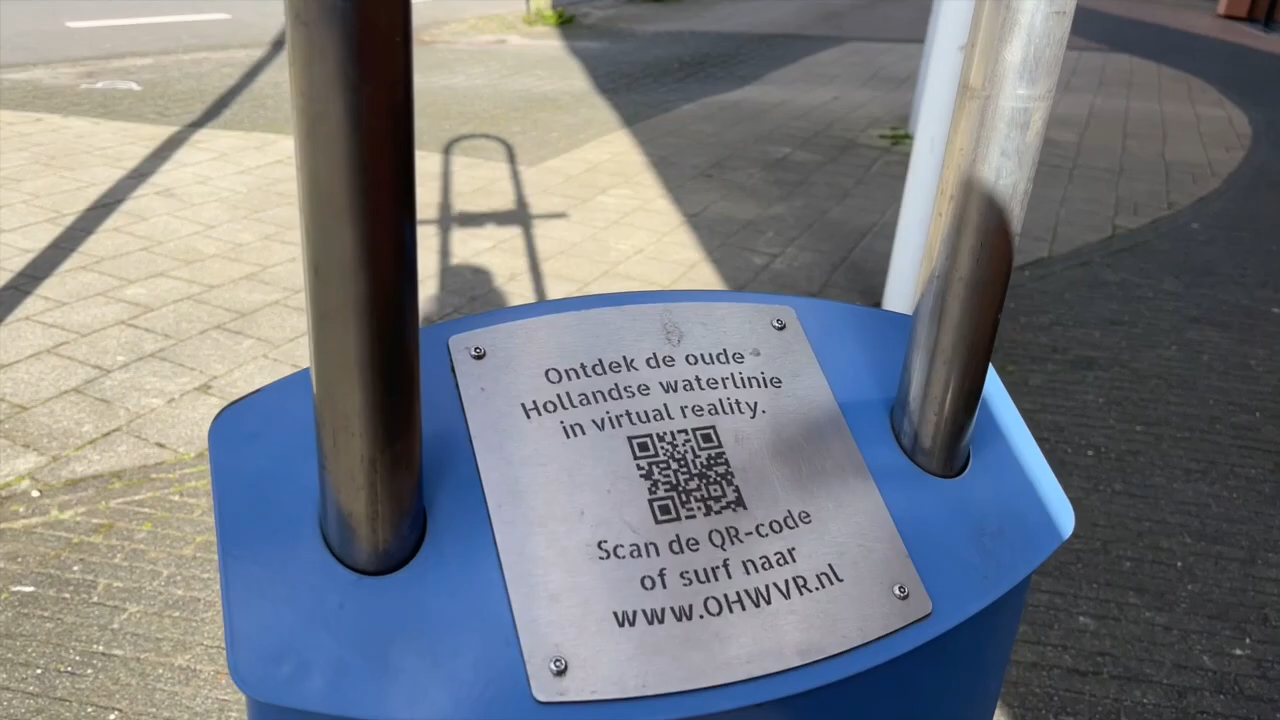 Ontdek de oude
Hollandse waterlinie
in virtual reality.
Scan de QR-code
of surf naar
www.OHWVR.nl